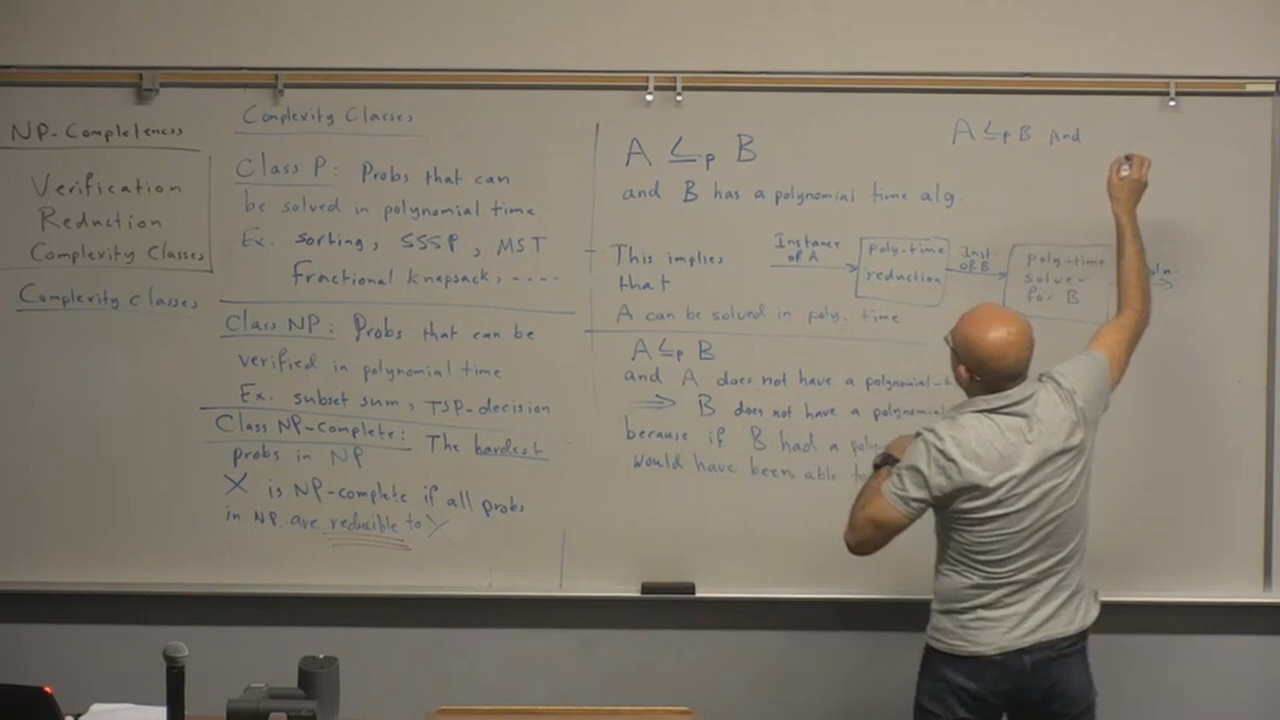 NP-Completeness
Verification
Reduction
Complexity Classes
Complexity classes
Complexity Classes
Class P: Probs that can
be solved in polynomial time
Ex. sorting, SSSP, MST
Fractional knapsack, ----
Class NP: Probs that can be
verified in polynomial time
Ex. subset sum, TSP-decision
Class NP-Complete: The hardest
probs in NP
X is NP-complete if all probs
in NP are reducible to X
A ≤p B
and B has a polynomial time alg.
This implies
that
A can be solved in poly. time
Instance
of A
poly-time
reduction
Inst.
of B
poly-time
solver
for B
A ≤p B
and A does not have a polynomial-
⟹ B does not have a polynomial
because if B had a poly
would have been able to
A ≤p B And